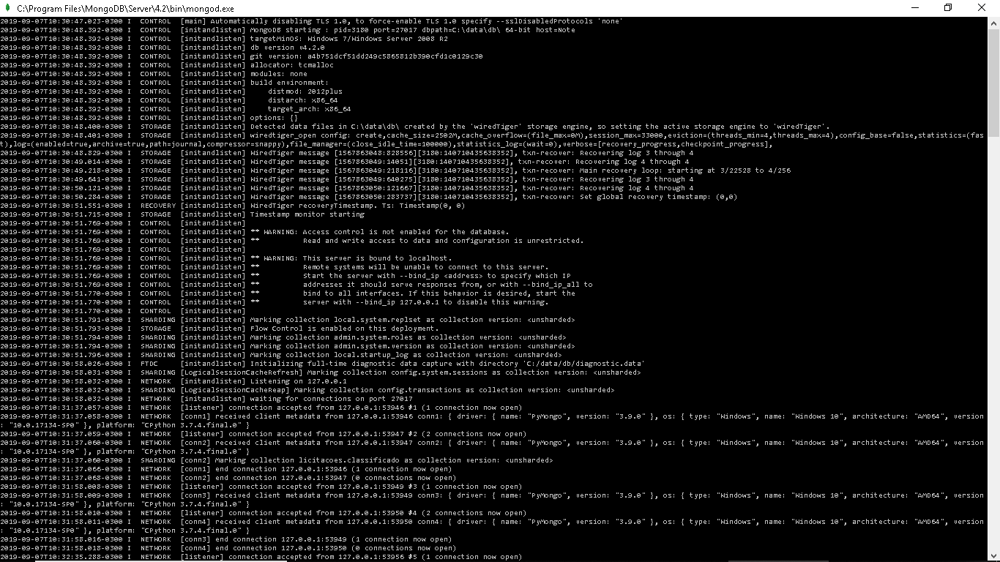 C:\Program Files\MongoDB\Server\4.2\bin\mongod.exe
2019-09-07T10:30:47.023-0300 I  CONTROL  [main] Automatically disabling TLS 1.0, to force-enable TLS 1.0 specify --sslDisabledProtocols 'none'
2019-09-07T10:30:48.392-0300 I  CONTROL  [initandlisten] MongoDB starting : pid=3180 port=27017 dbpath=C:\data\db\ 64-bit host=Note
2019-09-07T10:30:48.392-0300 I  CONTROL  [initandlisten] targetMinOS: Windows 7/Windows Server 2008 R2
2019-09-07T10:30:48.392-0300 I  CONTROL  [initandlisten] db version v4.2.0
2019-09-07T10:30:48.392-0300 I  CONTROL  [initandlisten] git version: a4b751dcf51dd249c5865812b390cfd1c0129c30
2019-09-07T10:30:48.392-0300 I  CONTROL  [initandlisten] allocator: tcmalloc
2019-09-07T10:30:48.392-0300 I  CONTROL  [initandlisten] modules: none
2019-09-07T10:30:48.392-0300 I  CONTROL  [initandlisten] build environment:
2019-09-07T10:30:48.392-0300 I  CONTROL  [initandlisten]     distmod: 2012plus
2019-09-07T10:30:48.392-0300 I  CONTROL  [initandlisten]     distarch: x86_64
2019-09-07T10:30:48.392-0300 I  CONTROL  [initandlisten]     target_arch: x86_64
2019-09-07T10:30:48.392-0300 I  CONTROL  [initandlisten] options: {}
2019-09-07T10:30:48.400-0300 I  STORAGE  [initandlisten] Detected data files in C:\data\db\ created by the 'wiredTiger' storage engine, so setting the active storage engine to 'wiredTiger'.
2019-09-07T10:30:48.401-0300 I  STORAGE  [initandlisten] wiredtiger_open config: create,cache_size=2502M,cache_overflow=(file_max=0M),session_max=33000,eviction=(threads_min=4,threads_max=4),config_base=false,statistics=(fas
t),log=(enabled=true,archive=true,path=journal,compressor=snappy),file_manager=(close_idle_time=100000),statistics_log=(wait=0),verbose=[recovery_progress,checkpoint_progress],
2019-09-07T10:30:48.829-0300 I  STORAGE  [initandlisten] WiredTiger message [1567863048:828556][3180:140710435638352], txn-recover: Recovering log 3 through 4
2019-09-07T10:30:49.014-0300 I  STORAGE  [initandlisten] WiredTiger message [1567863049:14051][3180:140710435638352], txn-recover: Recovering log 4 through 4
2019-09-07T10:30:49.218-0300 I  STORAGE  [initandlisten] WiredTiger message [1567863049:218116][3180:140710435638352], txn-recover: Main recovery loop: starting at 3/22528 to 4/256
2019-09-07T10:30:49.641-0300 I  STORAGE  [initandlisten] WiredTiger message [1567863049:640275][3180:140710435638352], txn-recover: Recovering log 3 through 4
2019-09-07T10:30:50.121-0300 I  STORAGE  [initandlisten] WiredTiger message [1567863050:121667][3180:140710435638352], txn-recover: Recovering log 4 through 4
2019-09-07T10:30:50.284-0300 I  STORAGE  [initandlisten] WiredTiger message [1567863050:283737][3180:140710435638352], txn-recover: Set global recovery timestamp: (0,0)
2019-09-07T10:30:51.551-0300 I  RECOVERY [initandlisten] WiredTiger recoveryTimestamp. Ts: Timestamp(0, 0)
2019-09-07T10:30:51.715-0300 I  STORAGE  [initandlisten] Timestamp monitor starting
2019-09-07T10:30:51.769-0300 I  CONTROL  [initandlisten]
2019-09-07T10:30:51.769-0300 I  CONTROL  [initandlisten] ** WARNING: Access control is not enabled for the database.
2019-09-07T10:30:51.769-0300 I  CONTROL  [initandlisten] **          Read and write access to data and configuration is unrestricted.
2019-09-07T10:30:51.769-0300 I  CONTROL  [initandlisten]
2019-09-07T10:30:51.769-0300 I  CONTROL  [initandlisten] ** WARNING: This server is bound to localhost.
2019-09-07T10:30:51.769-0300 I  CONTROL  [initandlisten] **          Remote systems will be unable to connect to this server.
2019-09-07T10:30:51.769-0300 I  CONTROL  [initandlisten] **          Start the server with --bind_ip <address> to specify which IP
2019-09-07T10:30:51.769-0300 I  CONTROL  [initandlisten] **          addresses it should serve responses from, or with --bind_ip_all to
2019-09-07T10:30:51.770-0300 I  CONTROL  [initandlisten] **          bind to all interfaces. If this behavior is desired, start the
2019-09-07T10:30:51.770-0300 I  CONTROL  [initandlisten] **          server with --bind_ip 127.0.0.1 to disable this warning.
2019-09-07T10:30:51.770-0300 I  CONTROL  [initandlisten]
2019-09-07T10:30:51.791-0300 I  SHARDING [initandlisten] Marking collection local.system.replset as collection version: <unsharded>
2019-09-07T10:30:51.793-0300 I  STORAGE  [initandlisten] Flow Control is enabled on this deployment.
2019-09-07T10:30:51.794-0300 I  SHARDING [initandlisten] Marking collection admin.system.roles as collection version: <unsharded>
2019-09-07T10:30:51.794-0300 I  SHARDING [initandlisten] Marking collection admin.system.version as collection version: <unsharded>
2019-09-07T10:30:51.796-0300 I  SHARDING [initandlisten] Marking collection local.startup_log as collection version: <unsharded>
2019-09-07T10:30:58.026-0300 I  FTDC     [initandlisten] Initializing full-time diagnostic data capture with directory 'C:/data/db/diagnostic.data'
2019-09-07T10:30:58.031-0300 I  SHARDING [LogicalSessionCacheRefresh] Marking collection config.system.sessions as collection version: <unsharded>
2019-09-07T10:30:58.032-0300 I  NETWORK  [initandlisten] Listening on 127.0.0.1
2019-09-07T10:30:58.032-0300 I  SHARDING [LogicalSessionCacheReap] Marking collection config.transactions as collection version: <unsharded>
2019-09-07T10:30:58.032-0300 I  NETWORK  [initandlisten] waiting for connections on port 27017
2019-09-07T10:31:37.057-0300 I  NETWORK  [listener] connection accepted from 127.0.0.1:53946 #1 (1 connection now open)
2019-09-07T10:31:37.058-0300 I  NETWORK  [conn1] received client metadata from 127.0.0.1:53946 conn1: { driver: { name: "PyMongo", version: "3.9.0" }, os: { type: "Windows", name: "Windows 10", architecture: "AMD64", version
: "10.0.17134-SP0" }, platform: "CPython 3.7.4.final.0" }
2019-09-07T10:31:37.059-0300 I  NETWORK  [listener] connection accepted from 127.0.0.1:53947 #2 (2 connections now open)
2019-09-07T10:31:37.060-0300 I  NETWORK  [conn2] received client metadata from 127.0.0.1:53947 conn2: { driver: { name: "PyMongo", version: "3.9.0" }, os: { type: "Windows", name: "Windows 10", architecture: "AMD64", version
: "10.0.17134-SP0" }, platform: "CPython 3.7.4.final.0" }
2019-09-07T10:31:37.060-0300 I  SHARDING [conn2] Marking collection licitacoes.classificado as collection version: <unsharded>
2019-09-07T10:31:37.066-0300 I  NETWORK  [conn1] end connection 127.0.0.1:53946 (1 connection now open)
2019-09-07T10:31:37.068-0300 I  NETWORK  [conn2] end connection 127.0.0.1:53947 (0 connections now open)
2019-09-07T10:31:58.008-0300 I  NETWORK  [listener] connection accepted from 127.0.0.1:53949 #3 (1 connection now open)
2019-09-07T10:31:58.009-0300 I  NETWORK  [conn3] received client metadata from 127.0.0.1:53949 conn3: { driver: { name: "PyMongo", version: "3.9.0" }, os: { type: "Windows", name: "Windows 10", architecture: "AMD64", version
: "10.0.17134-SP0" }, platform: "CPython 3.7.4.final.0" }
2019-09-07T10:31:58.010-0300 I  NETWORK  [listener] connection accepted from 127.0.0.1:53950 #4 (2 connections now open)
2019-09-07T10:31:58.011-0300 I  NETWORK  [conn4] received client metadata from 127.0.0.1:53950 conn4: { driver: { name: "PyMongo", version: "3.9.0" }, os: { type: "Windows", name: "Windows 10", architecture: "AMD64", version
: "10.0.17134-SP0" }, platform: "CPython 3.7.4.final.0" }
2019-09-07T10:31:58.016-0300 I  NETWORK  [conn3] end connection 127.0.0.1:53949 (1 connection now open)
2019-09-07T10:31:58.018-0300 I  NETWORK  [conn4] end connection 127.0.0.1:53950 (0 connections now open)
2019-09-07T10:32:35.288-0300 I  NETWORK  [listener] connection accepted from 127.0.0.1:53956 #5 (1 connection now open)